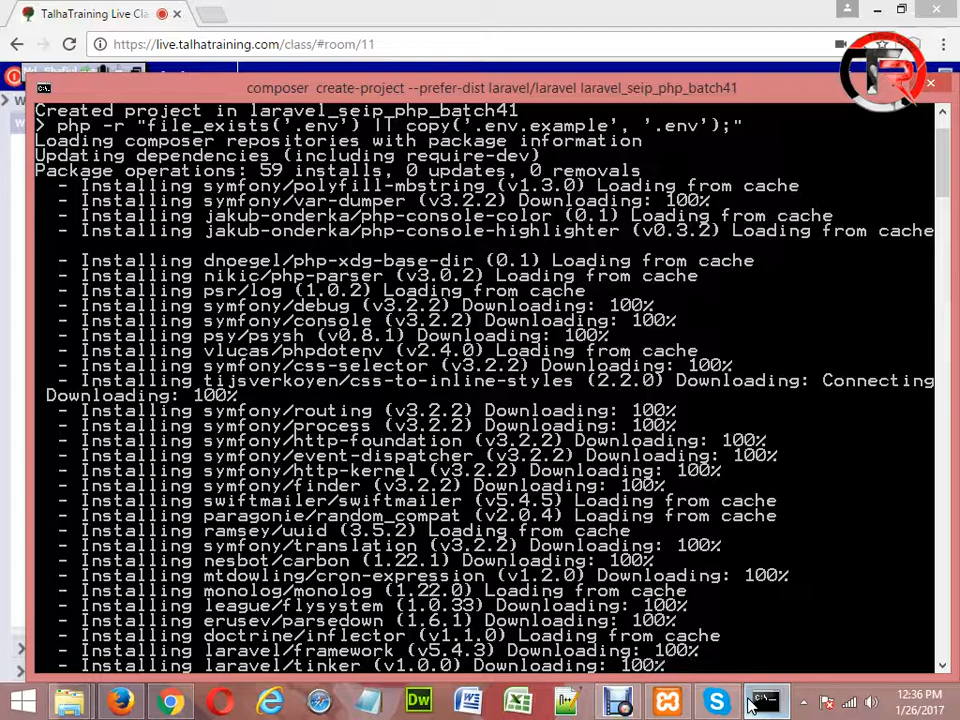 TalhaTraining Live Cl
https://live.talhatraining.com/class/#room/11
composer  create-project --prefer-dist laravel/laravel laravel_seip_php_batch41
Created project in laravel_seip_php_batch41
> php -r "file_exists('.env') || copy('.env.example', '.env');"
Loading composer repositories with package information
Updating dependencies (including require-dev)
Package operations: 59 installs, 0 updates, 0 removals
- Installing symfony/polyfill-mbstring (v1.3.0) Loading from cache
- Installing symfony/var-dumper (v3.2.2) Downloading: 100%
- Installing jakub-onderka/php-console-color (0.1) Loading from cache
- Installing jakub-onderka/php-console-highlighter (v0.3.2) Loading from cache
- Installing dnoegel/php-xdg-base-dir (0.1) Loading from cache
- Installing nikic/php-parser (v3.0.2) Loading from cache
- Installing psr/log (1.0.2) Loading from cache
- Installing symfony/debug (v3.2.2) Downloading: 100%
- Installing symfony/console (v3.2.2) Downloading: 100%
- Installing psy/psysh (v0.8.1) Downloading: 100%
- Installing vlucas/phpdotenv (v2.4.0) Loading from cache
- Installing symfony/css-selector (v3.2.2) Downloading: 100%
- Installing tijsverkoyen/css-to-inline-styles (2.2.0) Downloading: Connecting
Downloading: 100%
- Installing symfony/routing (v3.2.2) Downloading: 100%
- Installing symfony/process (v3.2.2) Downloading: 100%
- Installing symfony/http-foundation (v3.2.2) Downloading: 100%
- Installing symfony/event-dispatcher (v3.2.2) Downloading: 100%
- Installing symfony/http-kernel (v3.2.2) Downloading: 100%
- Installing symfony/finder (v3.2.2) Downloading: 100%
- Installing swiftmailer/swiftmailer (v5.4.5) Loading from cache
- Installing paragonie/random_compat (v2.0.4) Loading from cache
- Installing ramsey/uuid (3.5.2) Loading from cache
- Installing symfony/translation (v3.2.2) Downloading: 100%
- Installing nesbot/carbon (1.22.1) Downloading: 100%
- Installing mtdowling/cron-expression (v1.2.0) Downloading: 100%
- Installing monolog/monolog (1.22.0) Loading from cache
- Installing league/flysystem (1.0.33) Downloading: 100%
- Installing erusev/parsedown (1.6.1) Downloading: 100%
- Installing doctrine/inflector (v1.1.0) Loading from cache
- Installing laravel/framework (v5.4.3) Downloading: 100%
- Installing laravel/tinker (v1.0.0) Downloading: 100%
12:36 PM
1/26/2017